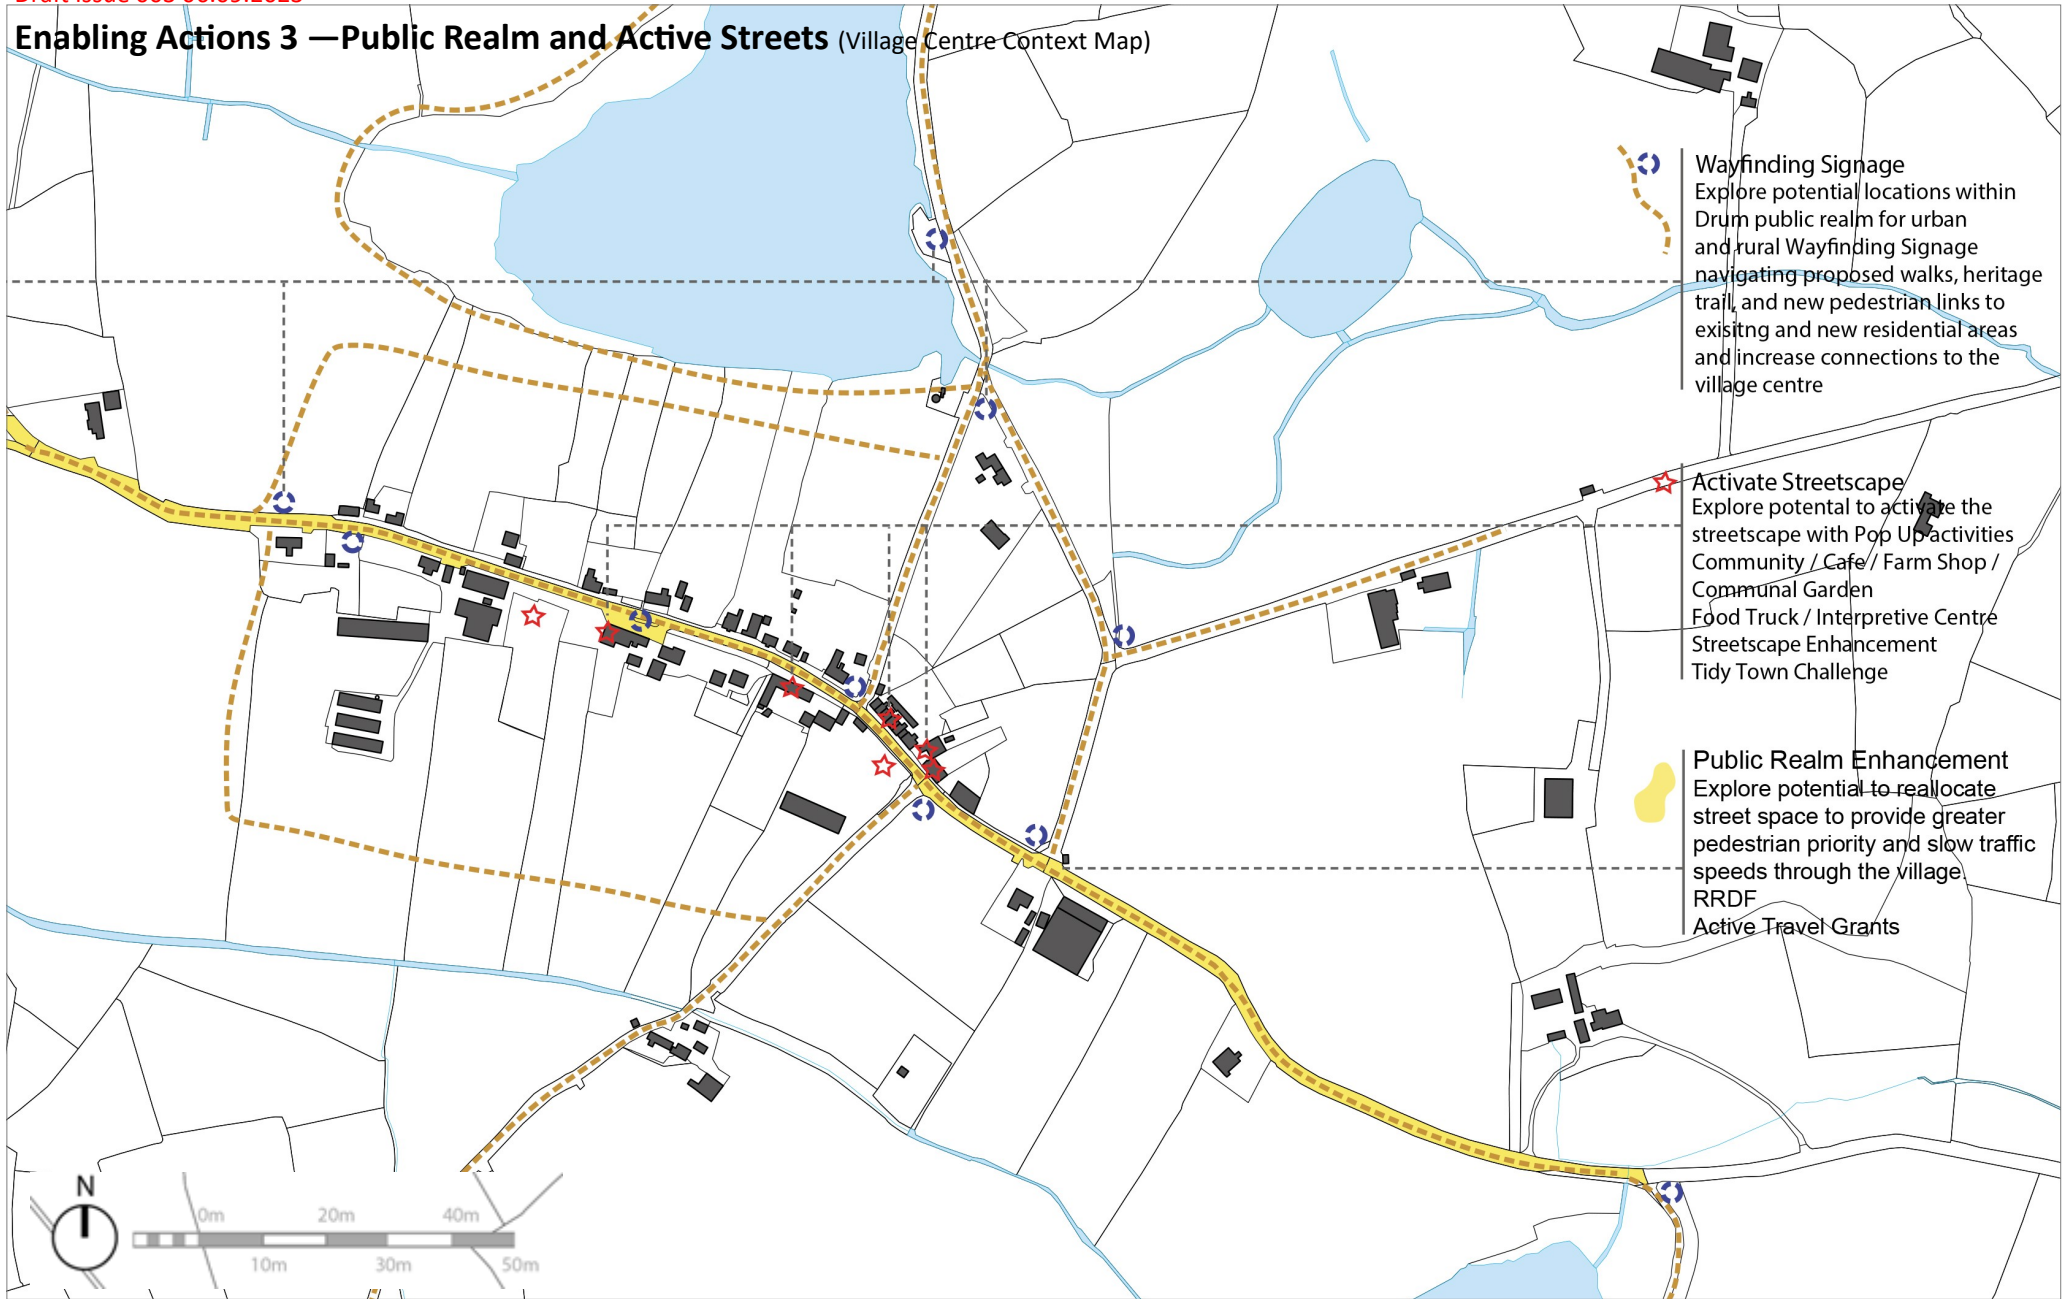 Enabling Actions 3 —Public Realm and Active Streets (Village Centre Context Map)
Wayfinding Signage
Explore potential locations within
Drum public realm for urban
and rural Wayfinding Signage
navigating proposed walks, heritage
trail, and new pedestrian links to
exisitng and new residential areas
and increase connections to the
village centre
Activate Streetscape
Explore potental to activate the
streetscape with Pop Up activities
Community / Cafe / Farm Shop /
Communal Garden
Food Truck / Interpretive Centre
Streetscape Enhancement
Tidy Town Challenge
Public Realm Enhancement
Explore potential to reallocate
street space to provide greater
pedestrian priority and slow traffic
speeds through the village.
RRDF
Active Travel Grants
N
0m 20m 40m
10m 30m 50m